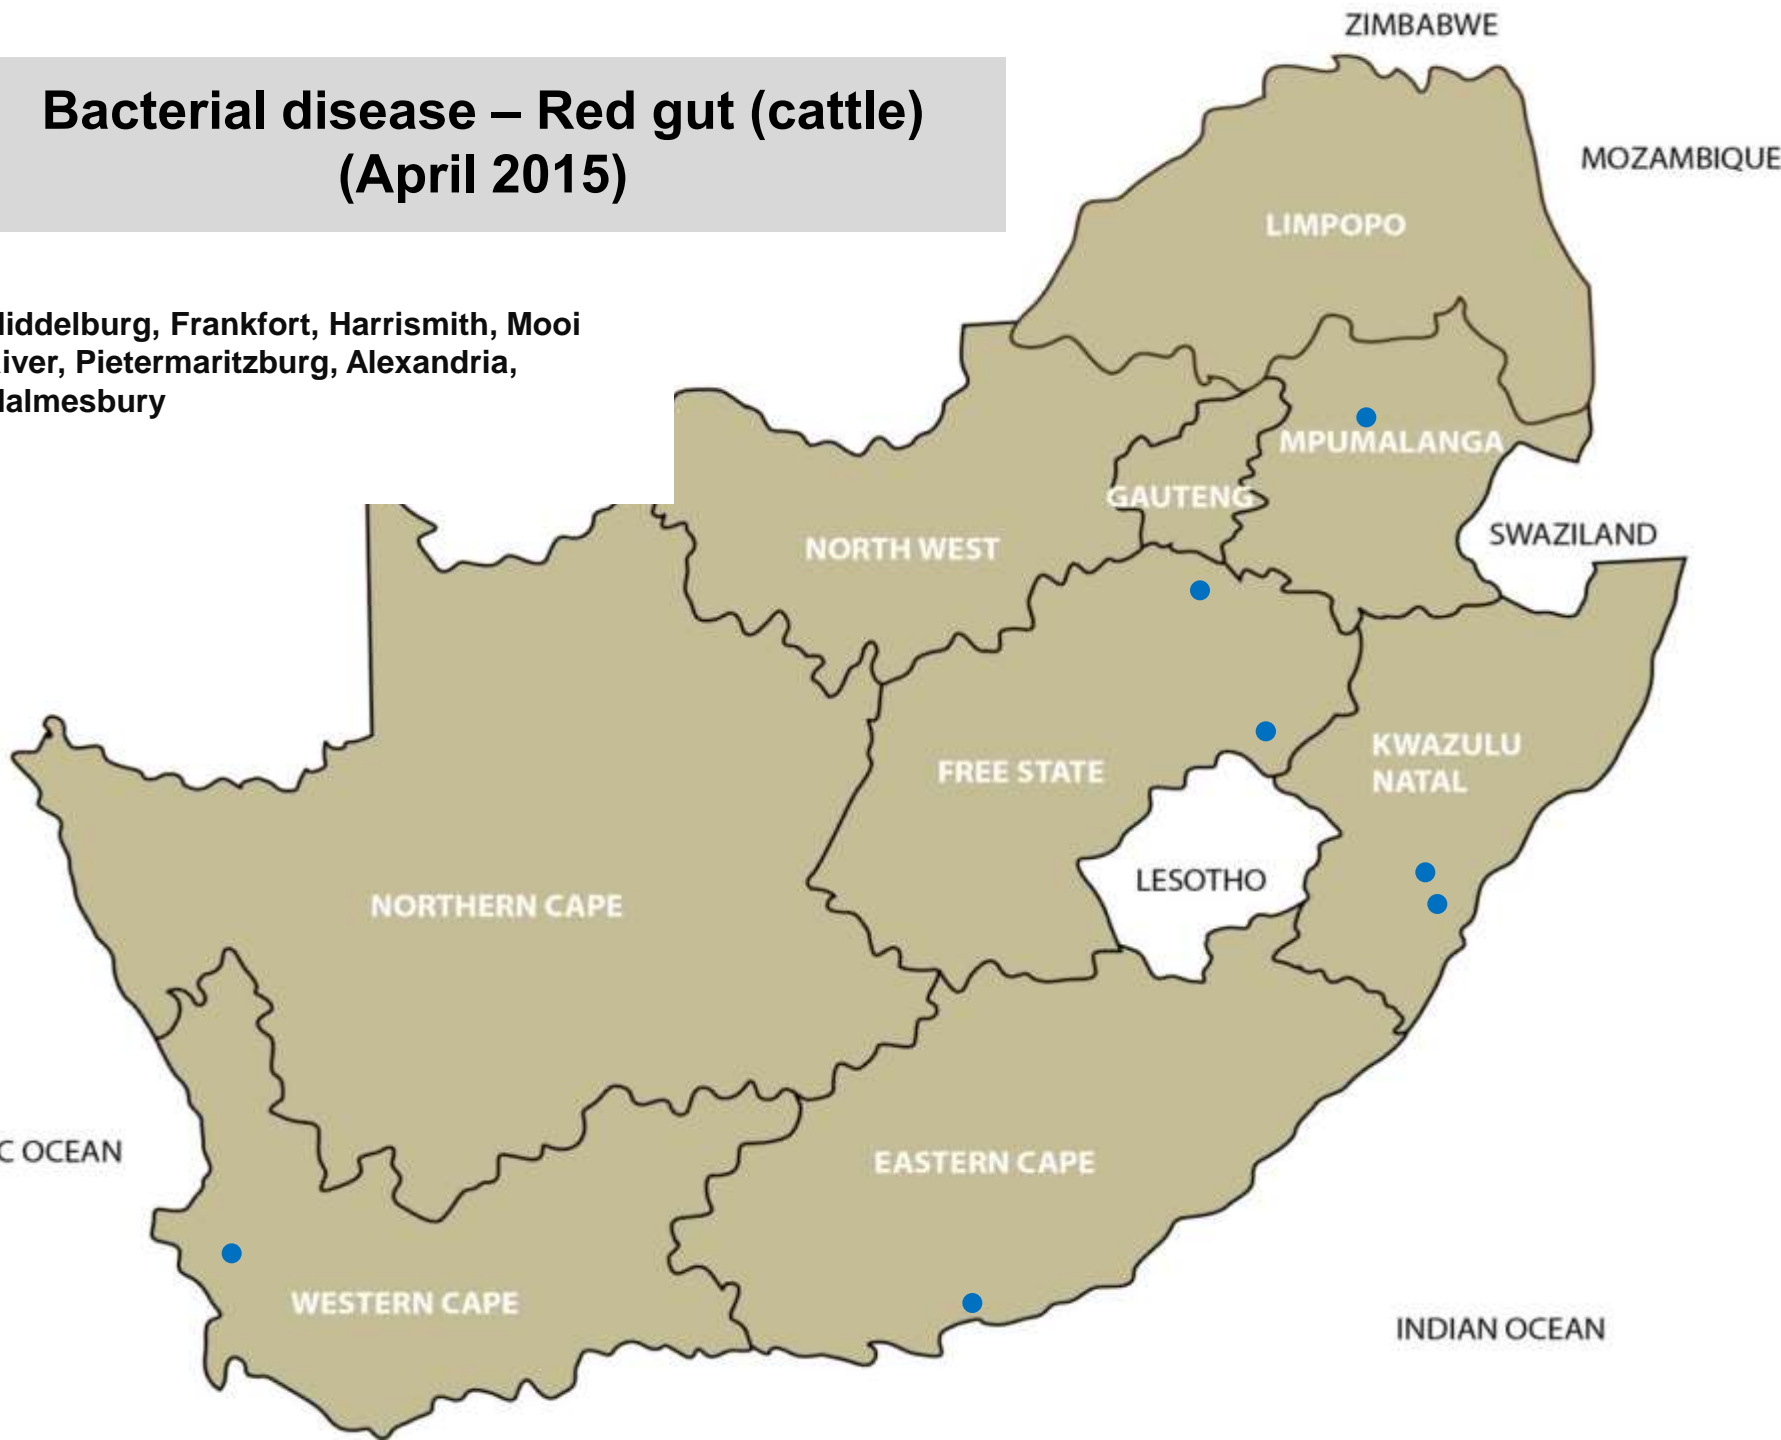 ZIMBABWE
Bacterial disease – Red gut (cattle)
(April 2015)
MOZAMBIQUE
LIMPOPO
iddelburg, Frankfort, Harrismith, Mooi
iver, Pietermaritzburg, Alexandria,
almesbury
MPUMALANGA
GAUTENG
SWAZILAND
NORTH WEST
KWAZULU
NATAL
FREE STATE
LESOTHO
NORTHERN CAPE
C OCEAN
EASTERN CAPE
WESTERN CAPE
INDIAN OCEAN